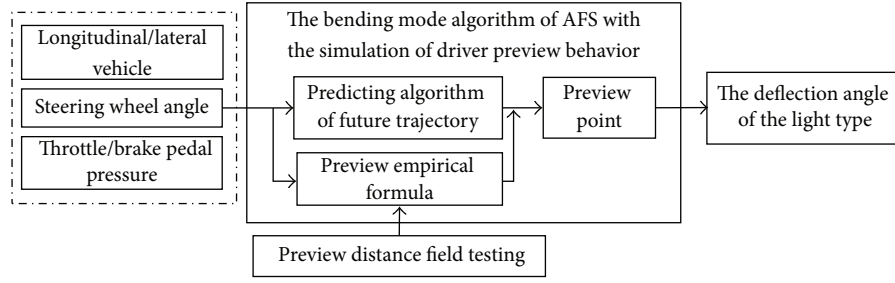 Longitudinal/lateral
vehicle
Steering wheel angle
Throttle/brake pedal
pressure
The bending mode algorithm of AFS with
the simulation of driver preview behavior
Predicting algorithm
of future trajectory
Preview empirical
formula
Preview
point
The deflection angle
of the light type
Preview distance field testing